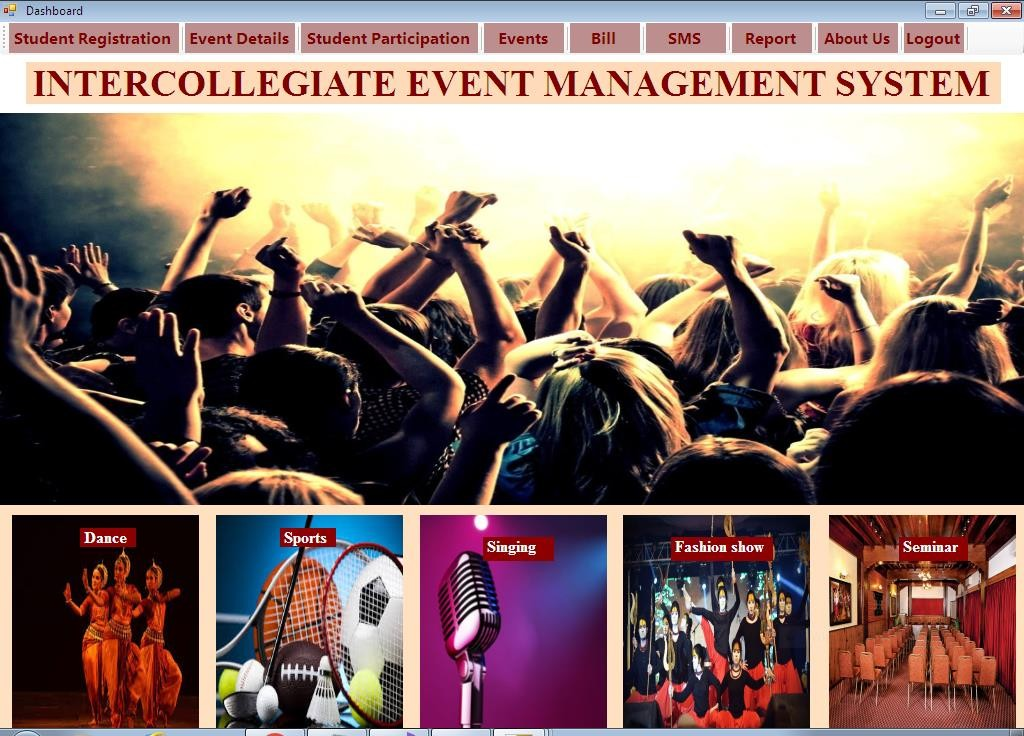 Dashboard
Student Registration Event Details Student Participation Events Bill SMS Report About Us Logout
INTERCOLLEGIATE EVENT MANAGEMENT SYSTEM
Dance Sports Singing Fashion show Seminar